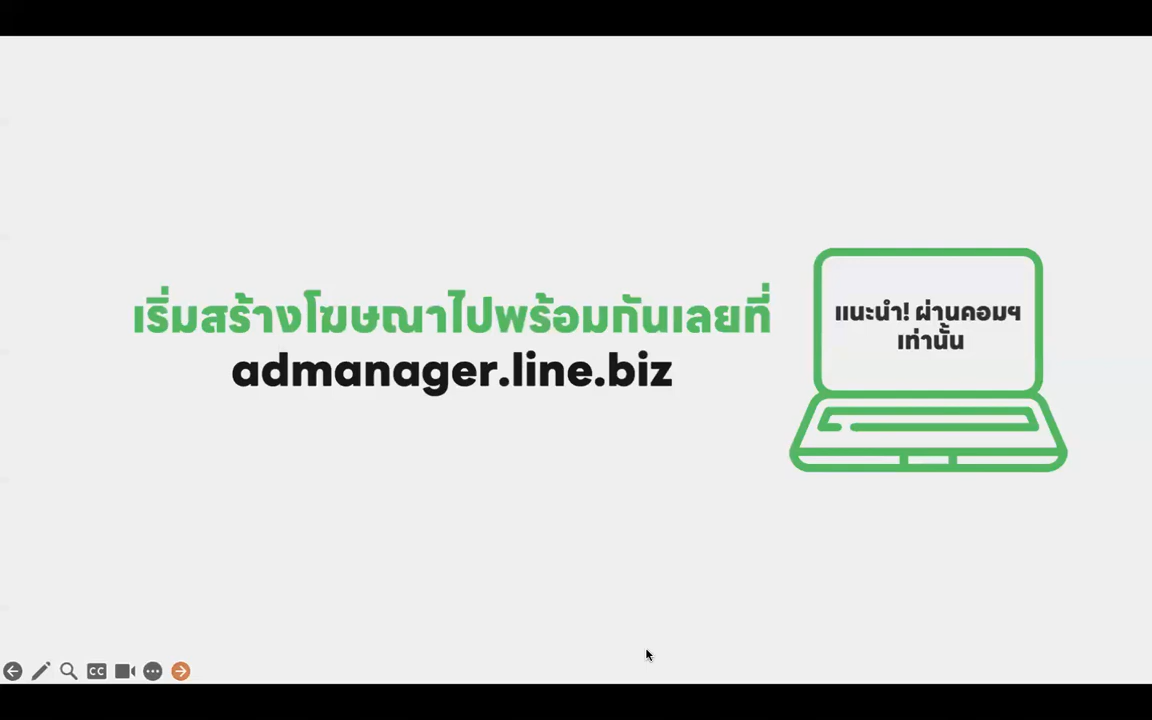 เริ่มสร้างโฆษณาไปพร้อมกันเลยที่
admanager.line.biz
แนะนำ! ผ่านคอมฯ
เท่านั้น
CC